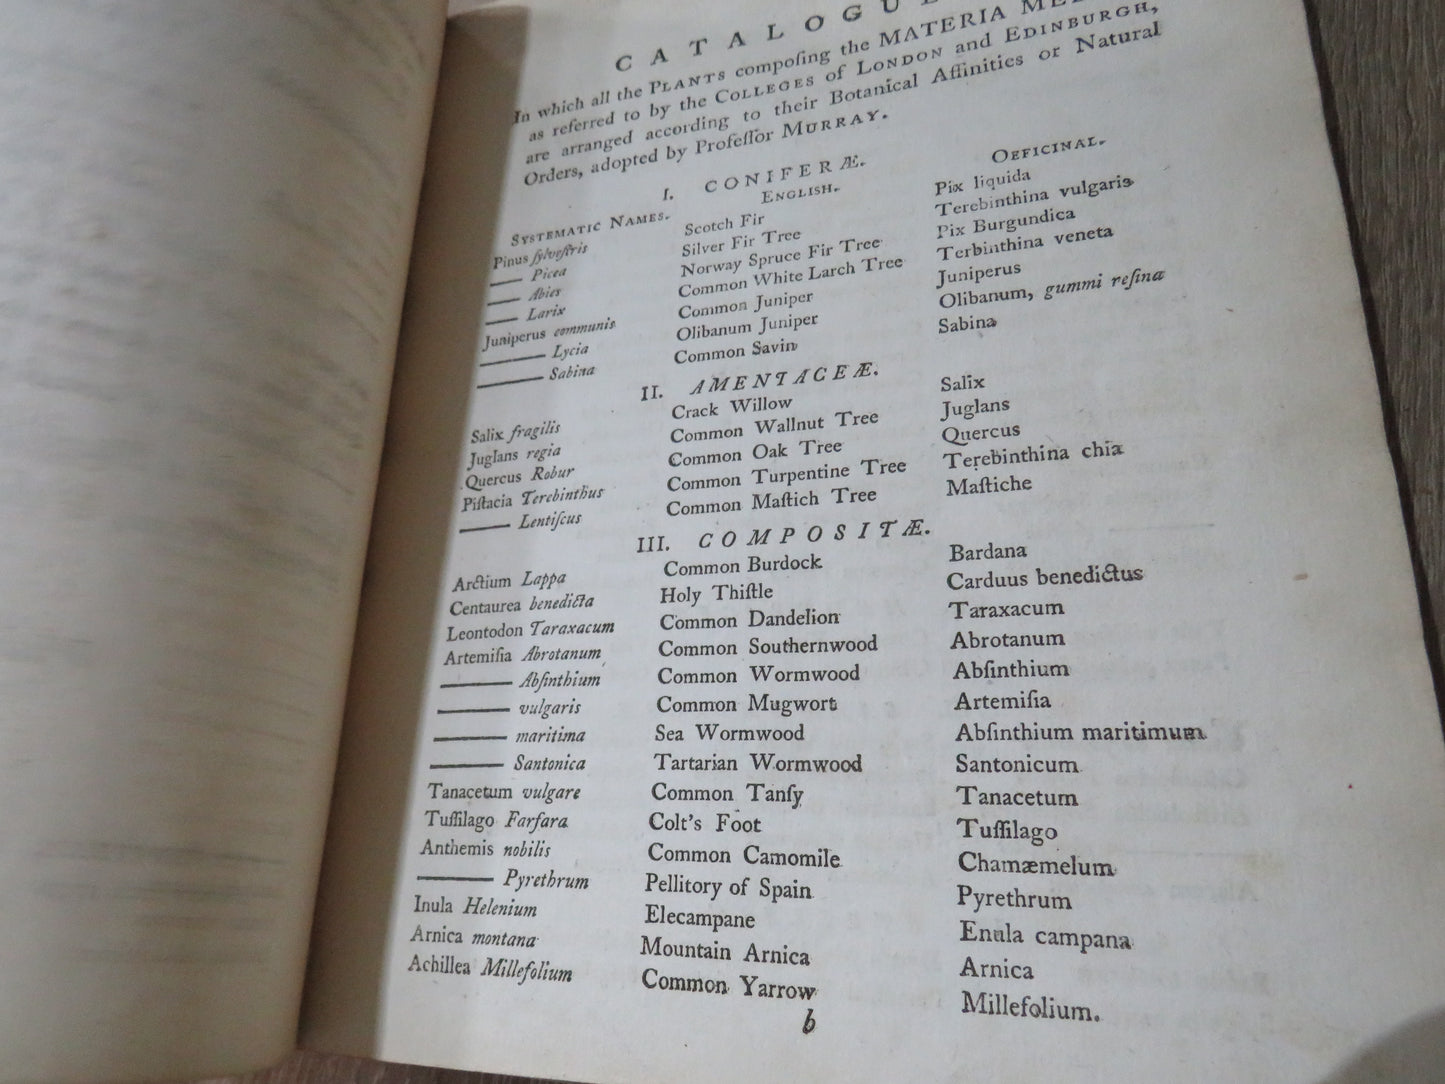 CATALOGU
In which all the PLANTS compoſing the MATERIA ME
as referred to by the COLLEGES of LONDON and EDINBURGH,
are arranged according to their Botanical Affinities or Natural
Orders, adopted by Profeſſor MURRAY.
I. CONIFERÆ.
SYSTEMATIC NAMES. ENGLISH. OFFICINAL.
Pinus ſylveſtris Scotch Fir Pix liquida
—— Picea Silver Fir Tree Terebinthina vulgaris
—— Abies Norway Spruce Fir Tree Pix Burgundica
—— Larix Common White Larch Tree Terbinthina veneta
Juniperus communis Common Juniper Juniperus
—— Lycia Olibanum Juniper Olibanum, gummi reſina
—— Sabina Common Savin Sabina
II. AMENTACEÆ.
Salix fragilis Crack Willow Salix
Juglans regia Common Wallnut Tree Juglans
Quercus Robur Common Oak Tree Quercus
Piſtacia Terebinthus Common Turpentine Tree Terebinthina chia
—— Lentiſcus Common Maſtich Tree Maſtiche
III. COMPOSITÆ.
Arctium Lappa Common Burdock Bardana
Centaurea benedicta Holy Thiſtle Carduus benedictus
Leontodon Taraxacum Common Dandelion Taraxacum
Artemiſia Abrotanum Common Southernwood Abrotanum
—— Abſinthium Common Wormwood Abſinthium
—— vulgaris Common Mugwort Artemiſia
—— maritima Sea Wormwood Abſinthium maritimum
—— Santonica Tartarian Wormwood Santonicum
Tanacetum vulgare Common Tanſy Tanacetum
Tuſſilago Farfara Colt's Foot Tuſſilago
Anthemis nobilis Common Camomile Chamæmelum
—— Pyrethrum Pellitory of Spain Pyrethrum
Inula Helenium Elecampane Enula campana
Arnica montana Mountain Arnica Arnica
Achillea Millefolium Common Yarrow Millefolium.
b